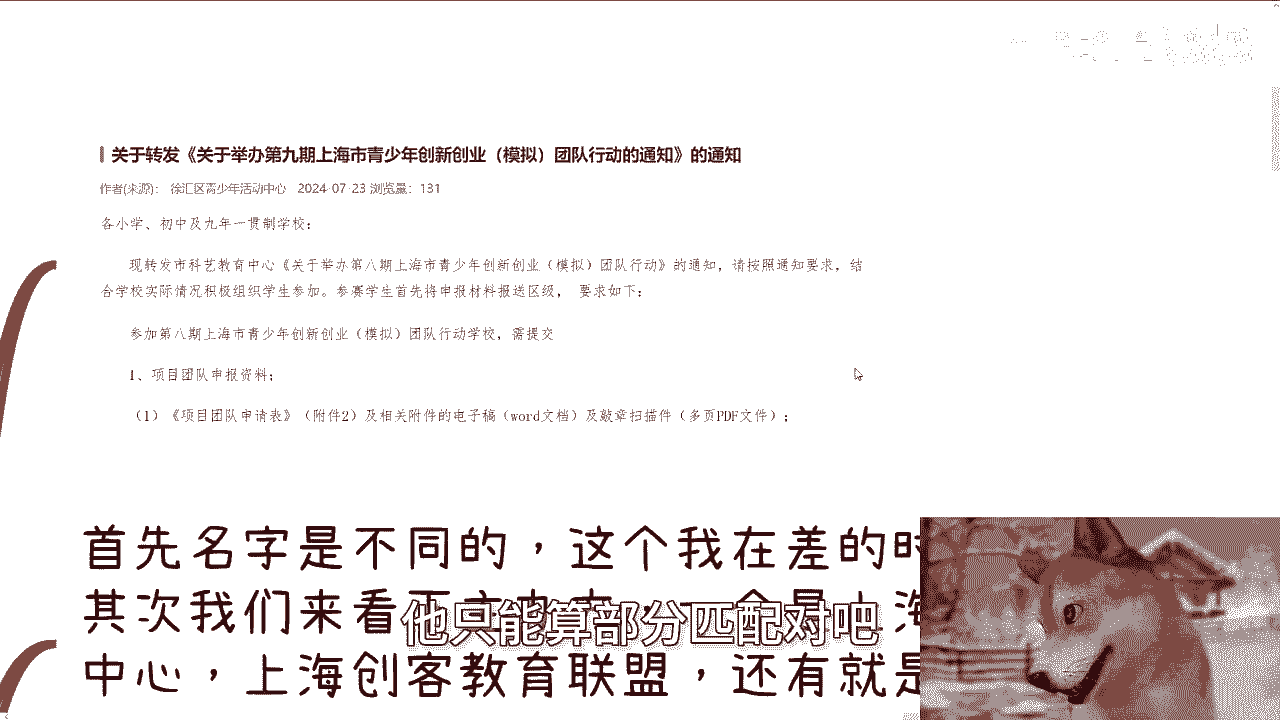 关于转发《关于举办第九期上海市青少年创新创业（模拟）团队行动的通知》的通知
作者(来源)： 徐汇区青少年活动中心 2024-07-23 浏览量：131
各小学、初中及九年一贯制学校：
现转发市科艺教育中心《关于举办第八期上海市青少年创新创业（模拟）团队行动》的通知，请按照通知要求，结
合学校实际情况积极组织学生参加。参赛学生首先将申报材料报送区级， 要求如下：
参加第八期上海市青少年创新创业（模拟）团队行动学校，需提交
1、项目团队申报资料；
（1）《项目团队申请表》（附件2）及相关附件的电子稿（word文档）及敲章扫描件（多页PDF文件）；
首先名字是不同的，这个我在差的时
其次我们来看
他只能算部分匹配对吧
中心，上海创客教育联盟，还有就是